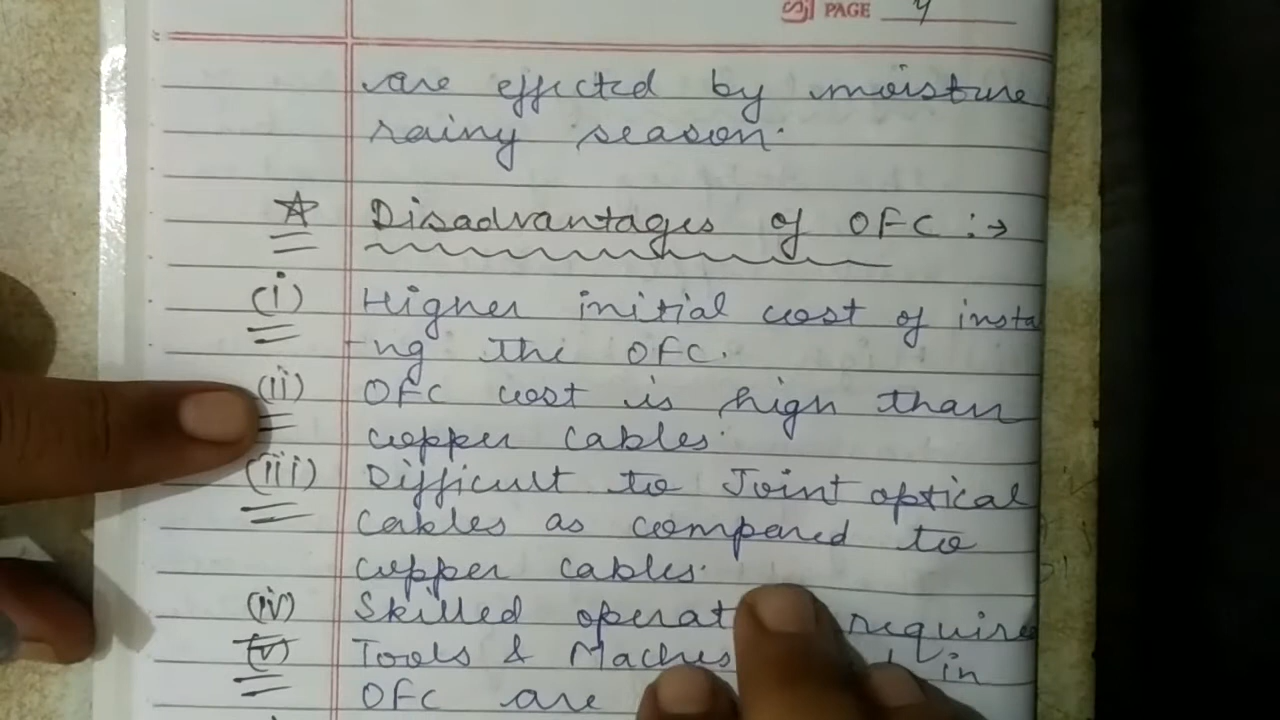 PAGE 4
are effected by moisture
rainy season.
☆ Disadvantages of OFC :→
(i) Higher initial cost of insta
-ng the OFC.
(ii) OFC cost is high than
copper cables.
(iii) Difficult to Joint optical
cables as compared to
copper cables.
(iv) Skilled operat require
(v) Tools & Maches in
OFC are